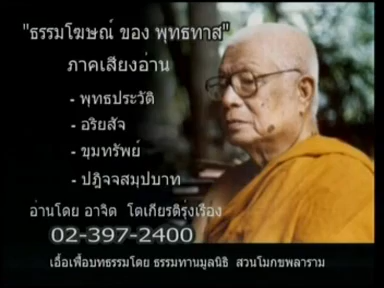 "ธรรมโฆษณ์ ของ พุทธทาส"
ภาคเสียงอ่าน
- พุทธประวัติ
- อริยสัจ
- ขุมทรัพย์
- ปฎิจจสมุปบาท
อ่านโดย อาจิต โตเกียรติรุ่งเรือง
02-397-2400
เอื้อเฟื้อบทธรรมโดย ธรรมทานมูลนิธิ สวนโมกขพลาราม